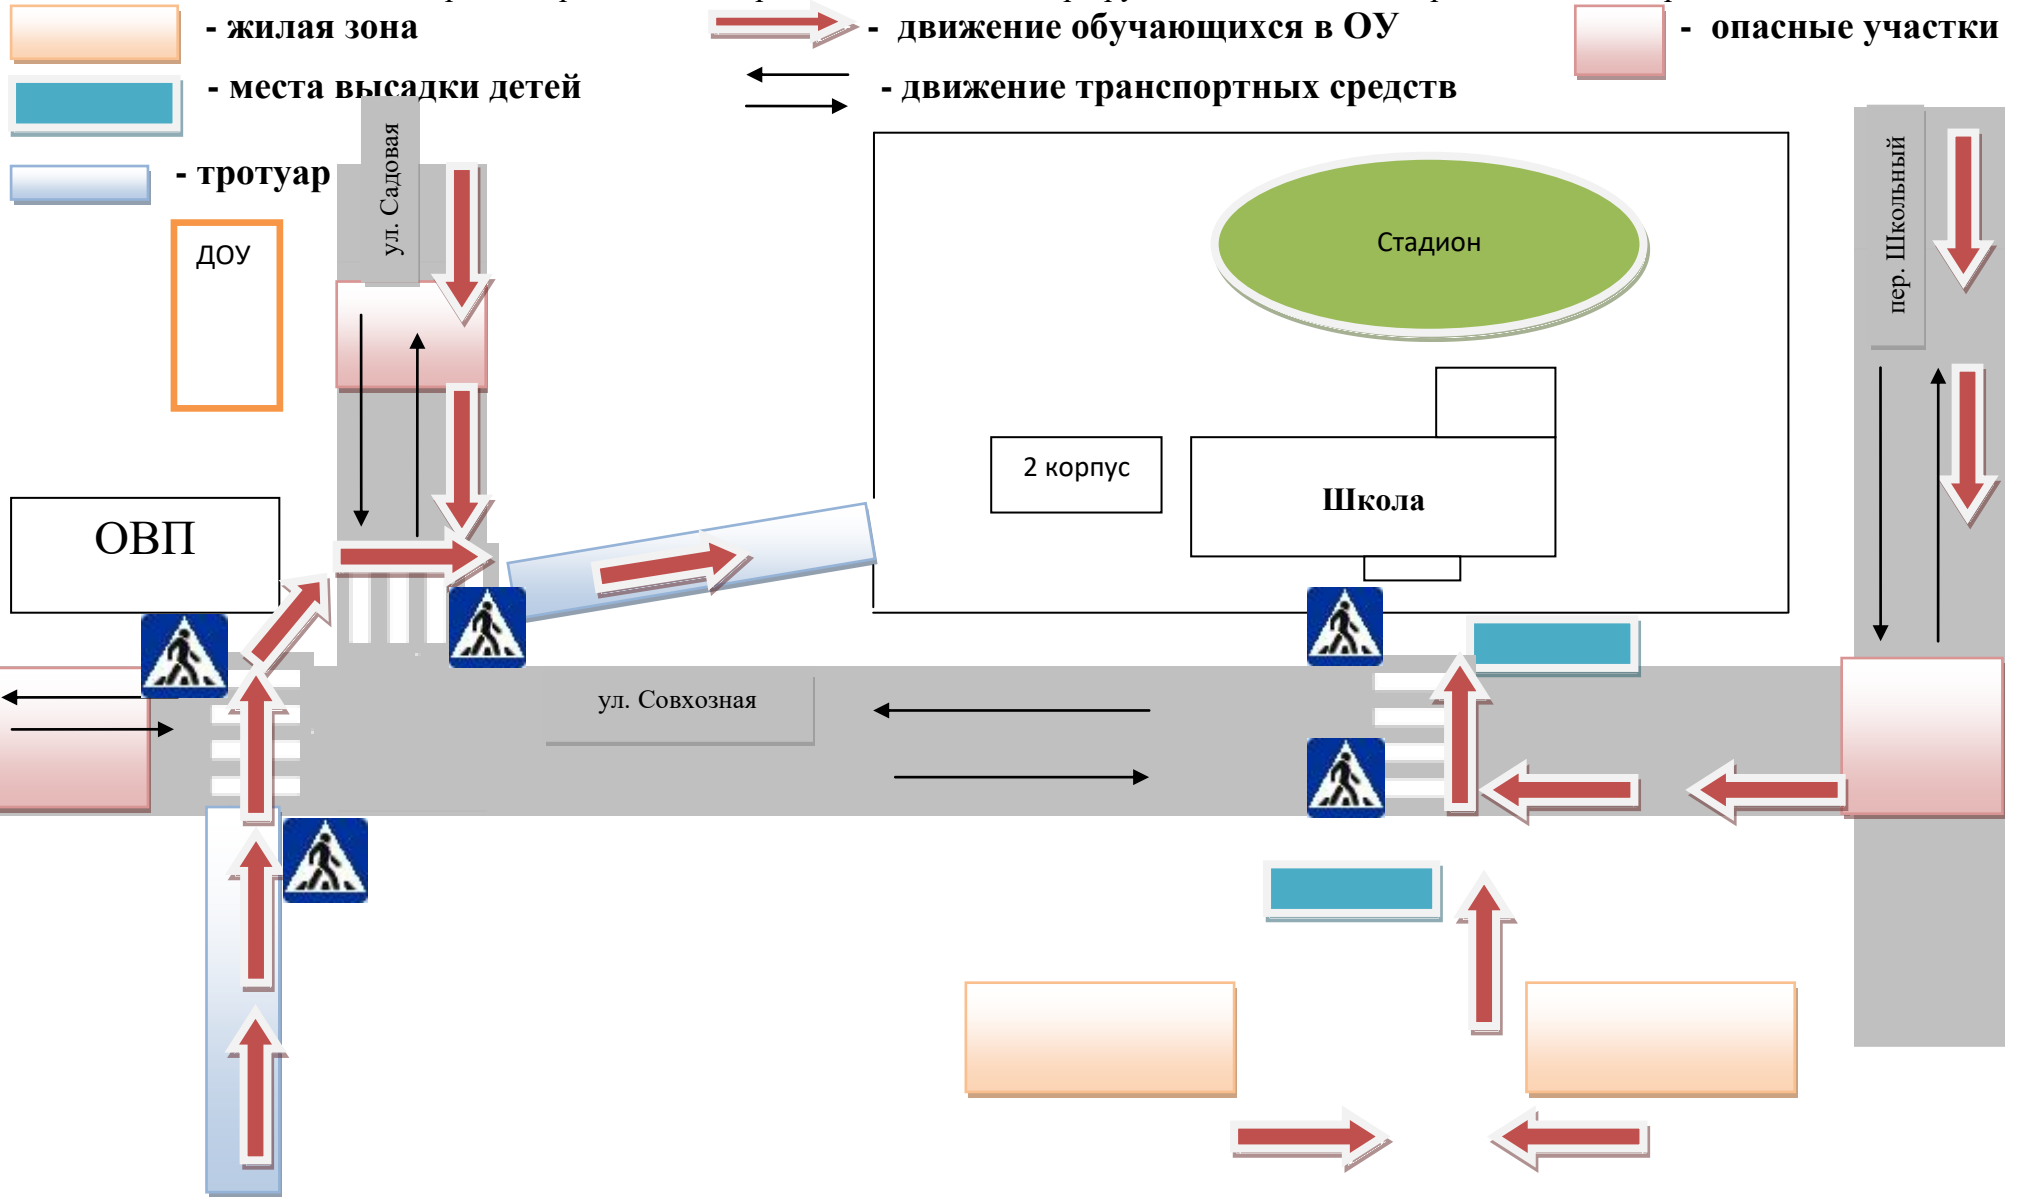 - жилая зона
- движение обучающихся в ОУ
- опасные участки
- места высадки детей
- движение транспортных средств
- тротуар
ул. Садовая
пер. Школьный
ДОУ
Стадион
2 корпус
Школа
ОВП
ул. Совхозная